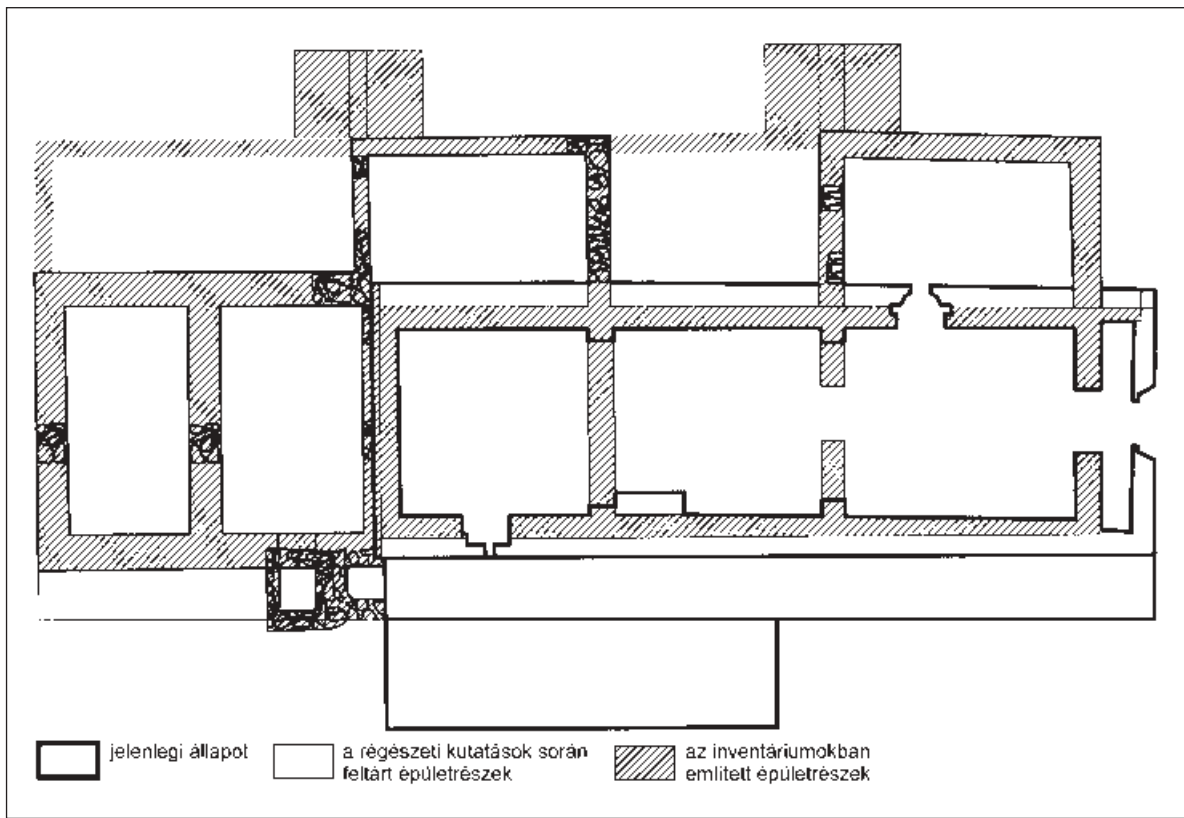 jelenlegi állapot
a régészeti kutatások során
feltárt épületrészek
az inventáriumokban
említett épületrészek